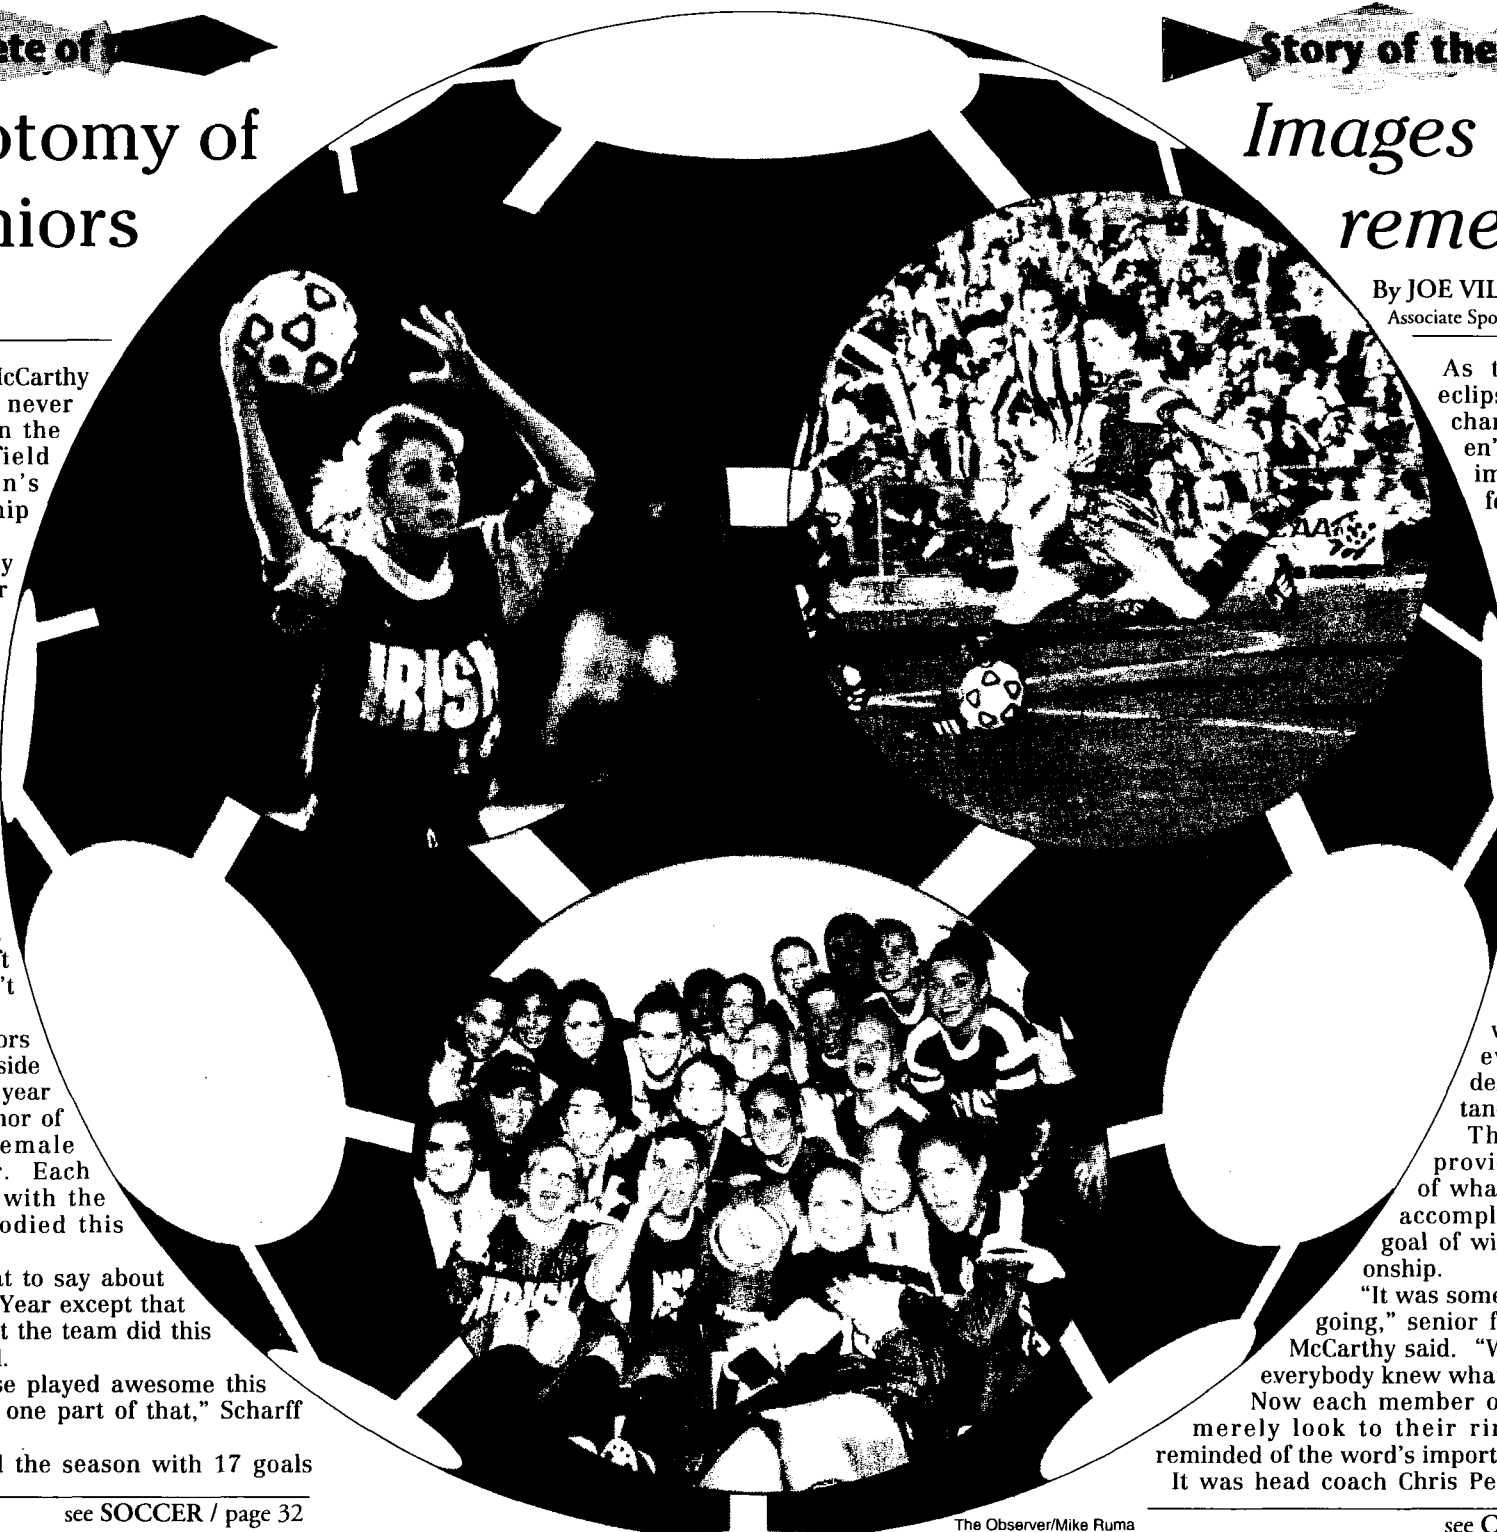 ete of
otomy of
niors
IcCarthy
never
n the
field
n's
nip
y
r
t
't
ors
side
year
nor of
emale
r. Each
with the
odied this
at to say about
Year except that
t the team did this
l.
se played awesome this
one part of that,” Scharff
l the season with 17 goals
see SOCCER / page 32
IRISH
The Observer/Mike Ruma
Story of the
Images
reme
By JOE VIL
Associate Spo
As t
eclips
char
en'
im
fe
w
ev
de
tan
Th
provi
of wha
accompl
goal of wi
onship.
“It was some
going,” senior f
McCarthy said. “W
everybody knew wha
Now each member o
merely look to their rin
reminded of the word's import
It was head coach Chris Pe
see C